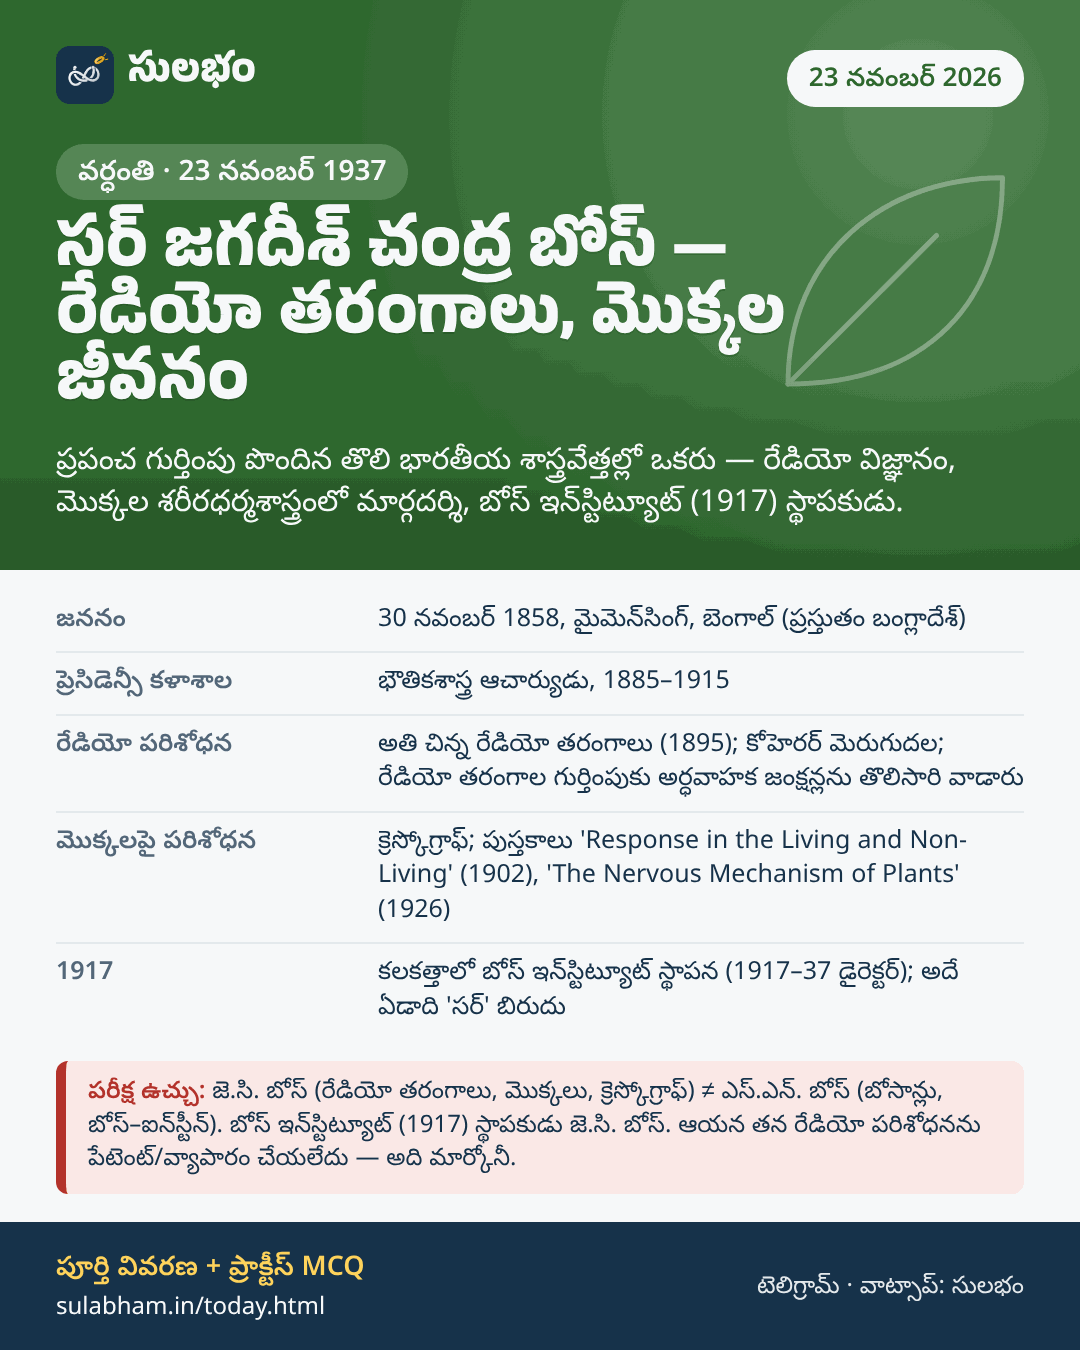 సులభం
23 నవంబర్ 2026
వర్ధంతి · 23 నవంబర్ 1937
సర్ జగదీశ్ చంద్ర బోస్ —
రేడియో తరంగాలు, మొక్కల
జీవనం
ప్రపంచ గుర్తింపు పొందిన తొలి భారతీయ శాస్త్రవేత్తల్లో ఒకరు — రేడియో విజ్ఞానం,
మొక్కల శరీరధర్మశాస్త్రంలో మార్గదర్శి, బోస్ ఇన్‌స్టిట్యూట్ (1917) స్థాపకుడు.
జననం
30 నవంబర్ 1858, మైమెన్‌సింగ్, బెంగాల్ (ప్రస్తుతం బంగ్లాదేశ్)
ప్రెసిడెన్సీ కళాశాల
భౌతికశాస్త్ర ఆచార్యుడు, 1885–1915
రేడియో పరిశోధన
అతి చిన్న రేడియో తరంగాలు (1895); కోహెరర్ మెరుగుదల;
రేడియో తరంగాల గుర్తింపుకు అర్ధవాహక జంక్షన్లను తొలిసారి వాడారు
మొక్కలపై పరిశోధన
క్రెస్కోగ్రాఫ్; పుస్తకాలు 'Response in the Living and Non-
Living' (1902), 'The Nervous Mechanism of Plants'
(1926)
1917
కలకత్తాలో బోస్ ఇన్‌స్టిట్యూట్ స్థాపన (1917–37 డైరెక్టర్); అదే
ఏడాది 'సర్' బిరుదు
పరీక్ష ఉచ్చు: జె.సి. బోస్ (రేడియో తరంగాలు, మొక్కలు, క్రెస్కోగ్రాఫ్) ≠ ఎస్.ఎన్. బోస్ (బోసాన్లు,
బోస్–ఐన్‌స్టీన్). బోస్ ఇన్‌స్టిట్యూట్ (1917) స్థాపకుడు జె.సి. బోస్. ఆయన తన రేడియో పరిశోధనను
పేటెంట్/వ్యాపారం చేయలేదు — అది మార్కోనీ.
పూర్తి వివరణ + ప్రాక్టీస్ MCQ
sulabham.in/today.html
టెలిగ్రామ్ · వాట్సాప్: సులభం